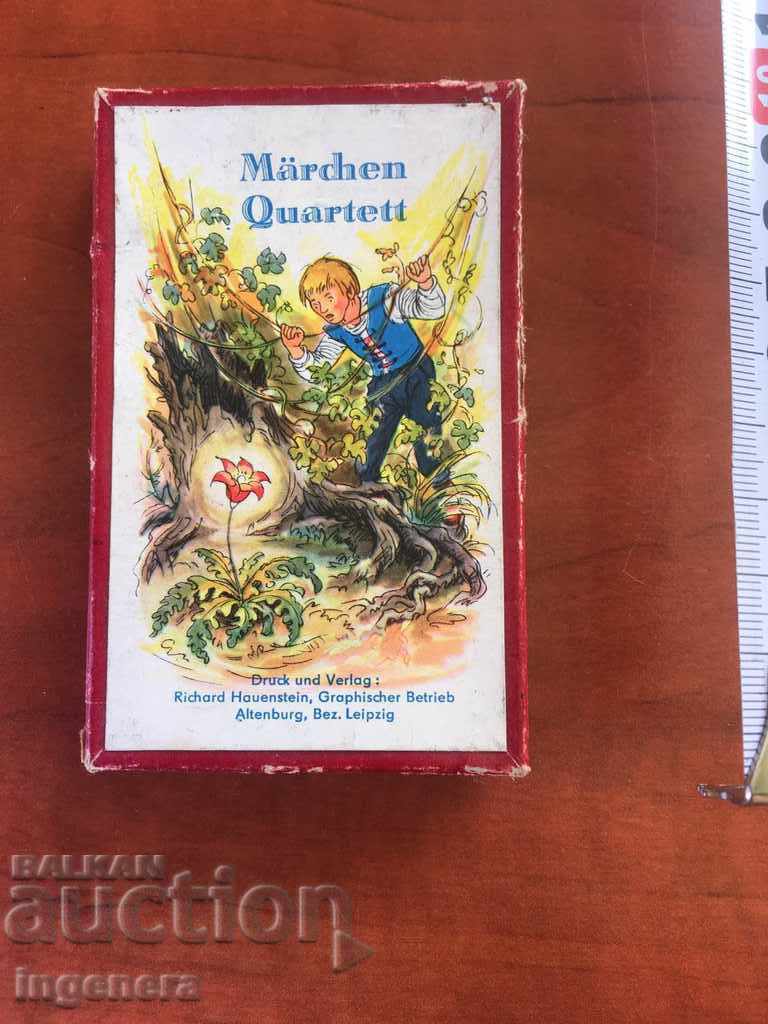 Märchen
Quartett
Druck und Verlag :
Richard Hauenstein, Graphischer Betrieb
Altenburg, Bez. Leipzig
BALKAN
auction
ingenera